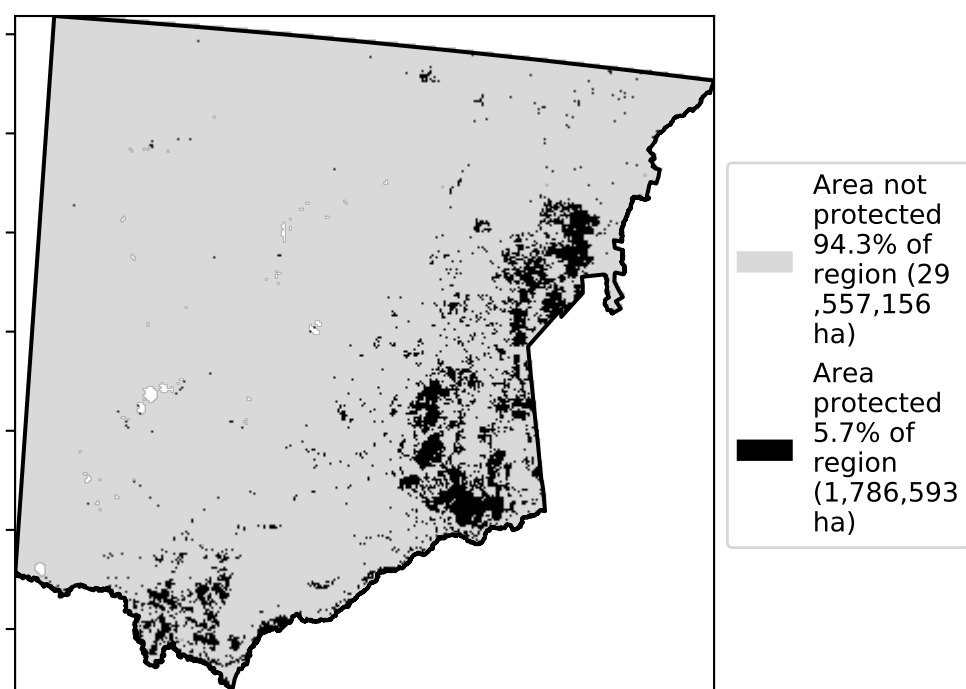 Area not
protected
94.3% of
region (29
,557,156
ha)
Area
protected
5.7% of
region
(1,786,593
ha)